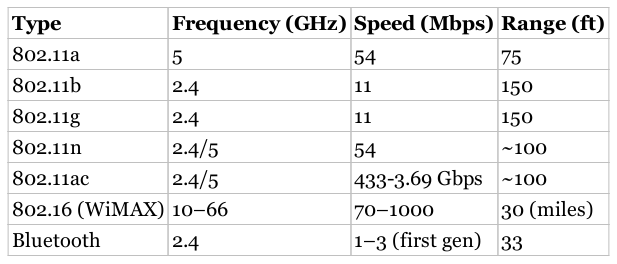 Type Frequency (GHz) Speed (Mbps) Range (ft)
802.11a 5 54 75
802.11b 2.4 11 150
802.11g 2.4 11 150
802.11n 2.4/5 54 ~100
802.11ac 2.4/5 433-3.69 Gbps ~100
802.16 (WiMAX) 10–66 70–1000 30 (miles)
Bluetooth 2.4 1–3 (first gen) 33